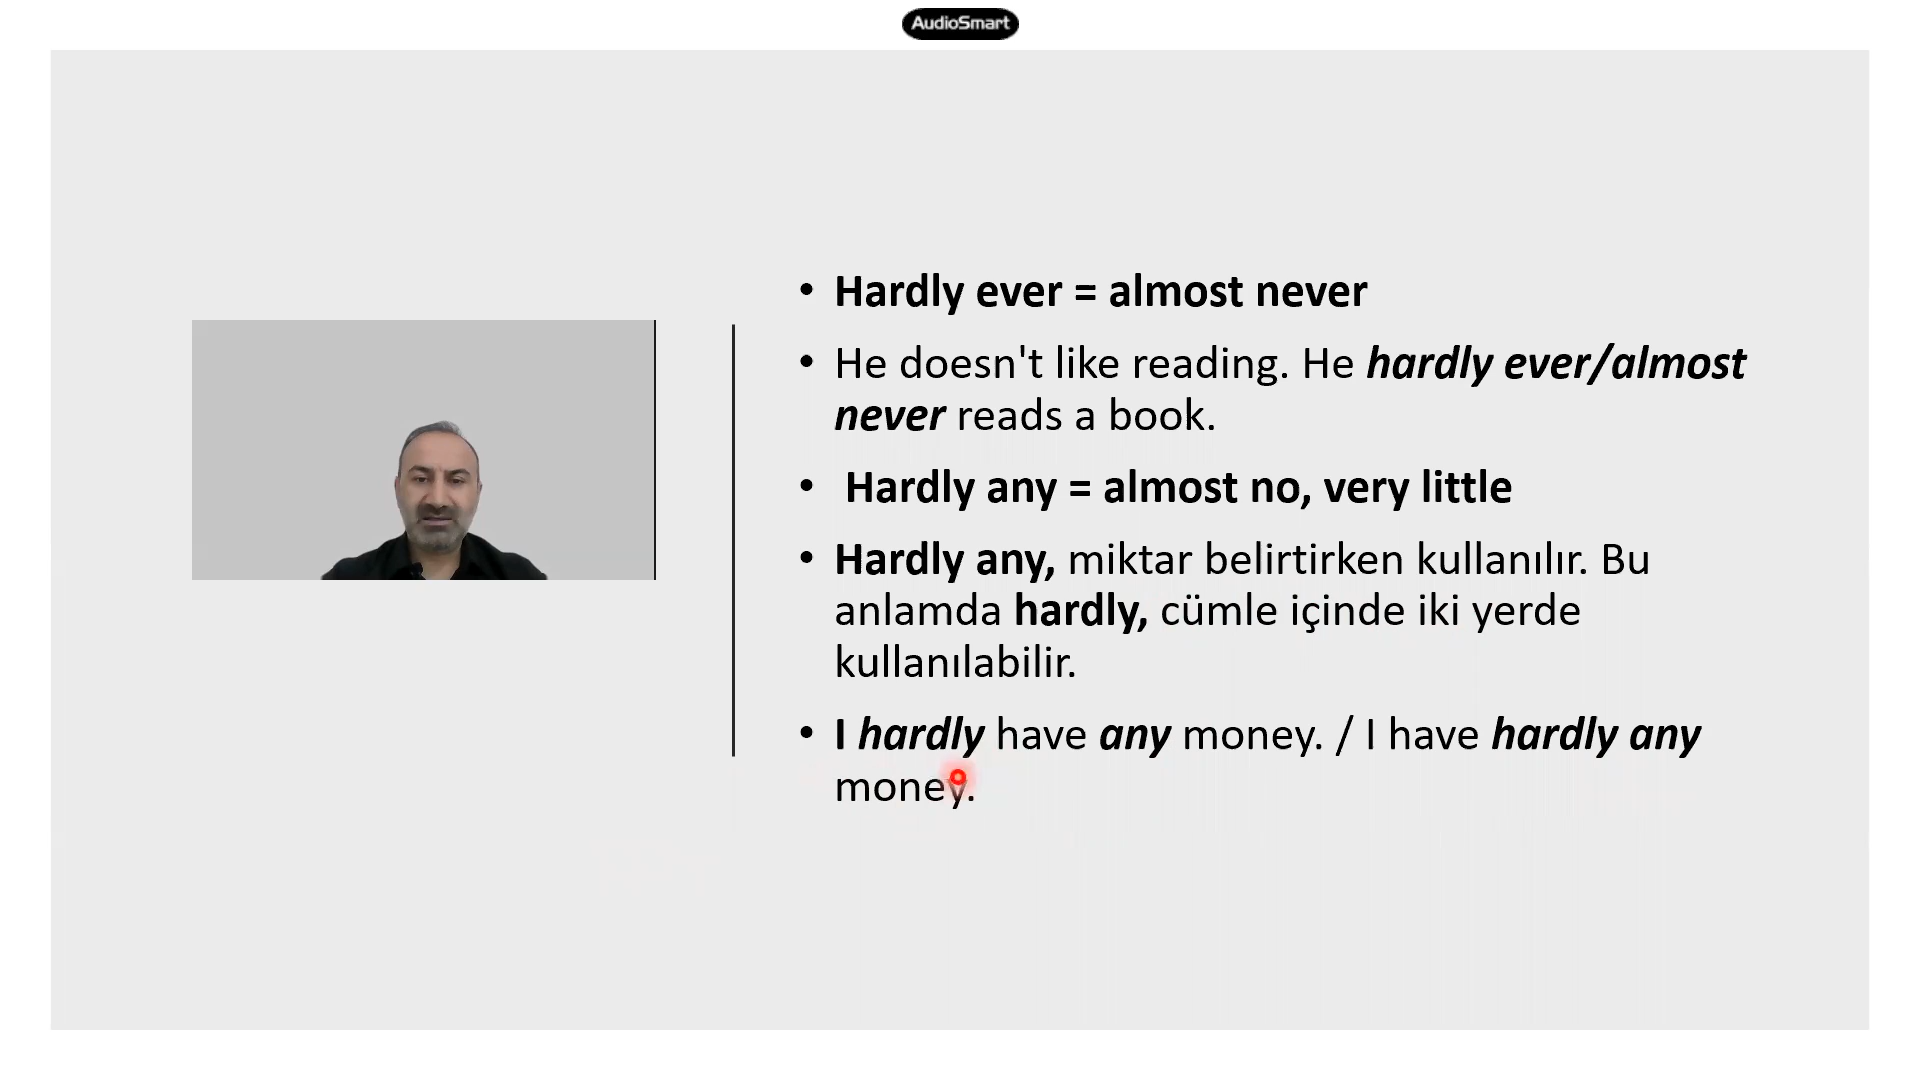 AudioSmart
• Hardly ever = almost never
• He doesn't like reading. He hardly ever/almost
never reads a book.
• Hardly any = almost no, very little
• Hardly any, miktar belirtirken kullanılır. Bu
anlamda hardly, cümle içinde iki yerde
kullanılabilir.
• I hardly have any money. / I have hardly any
money.